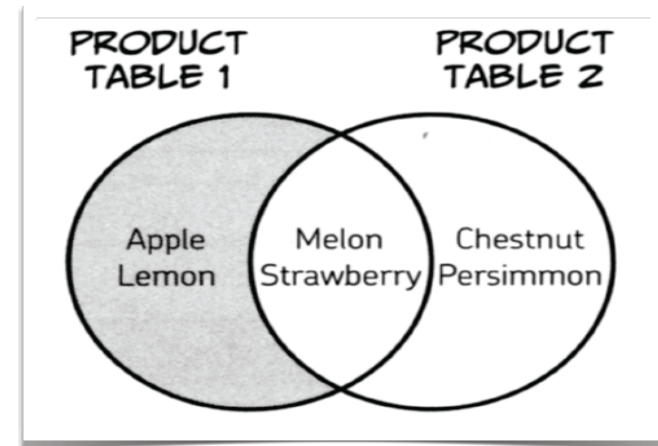 PRODUCT
TABLE 1
PRODUCT
TABLE 2
Apple
Lemon
Melon
Strawberry
Chestnut
Persimmon